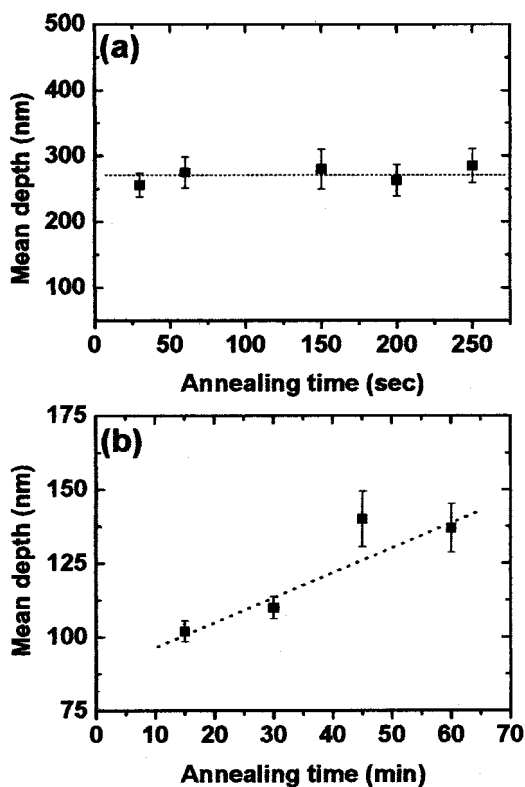 (a)
Mean depth (nm)
500
400
300
200
100
0 50 100 150 200 250
Annealing time (sec)
(b)
Mean depth (nm)
175
150
125
100
75
0 10 20 30 40 50 60 70
Annealing time (min)